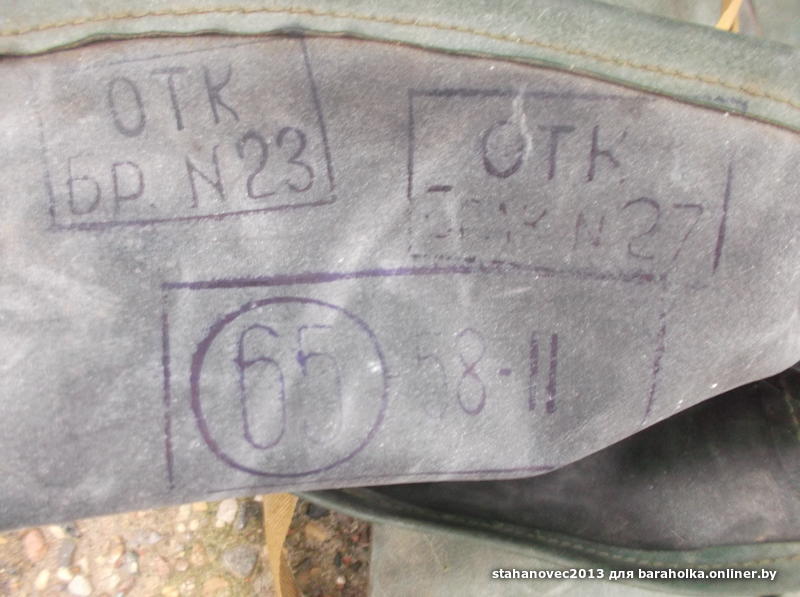 ОТК
БР. N23
ОТК
N27
65 58-II
stahanovec2013 для baraholka.onliner.by